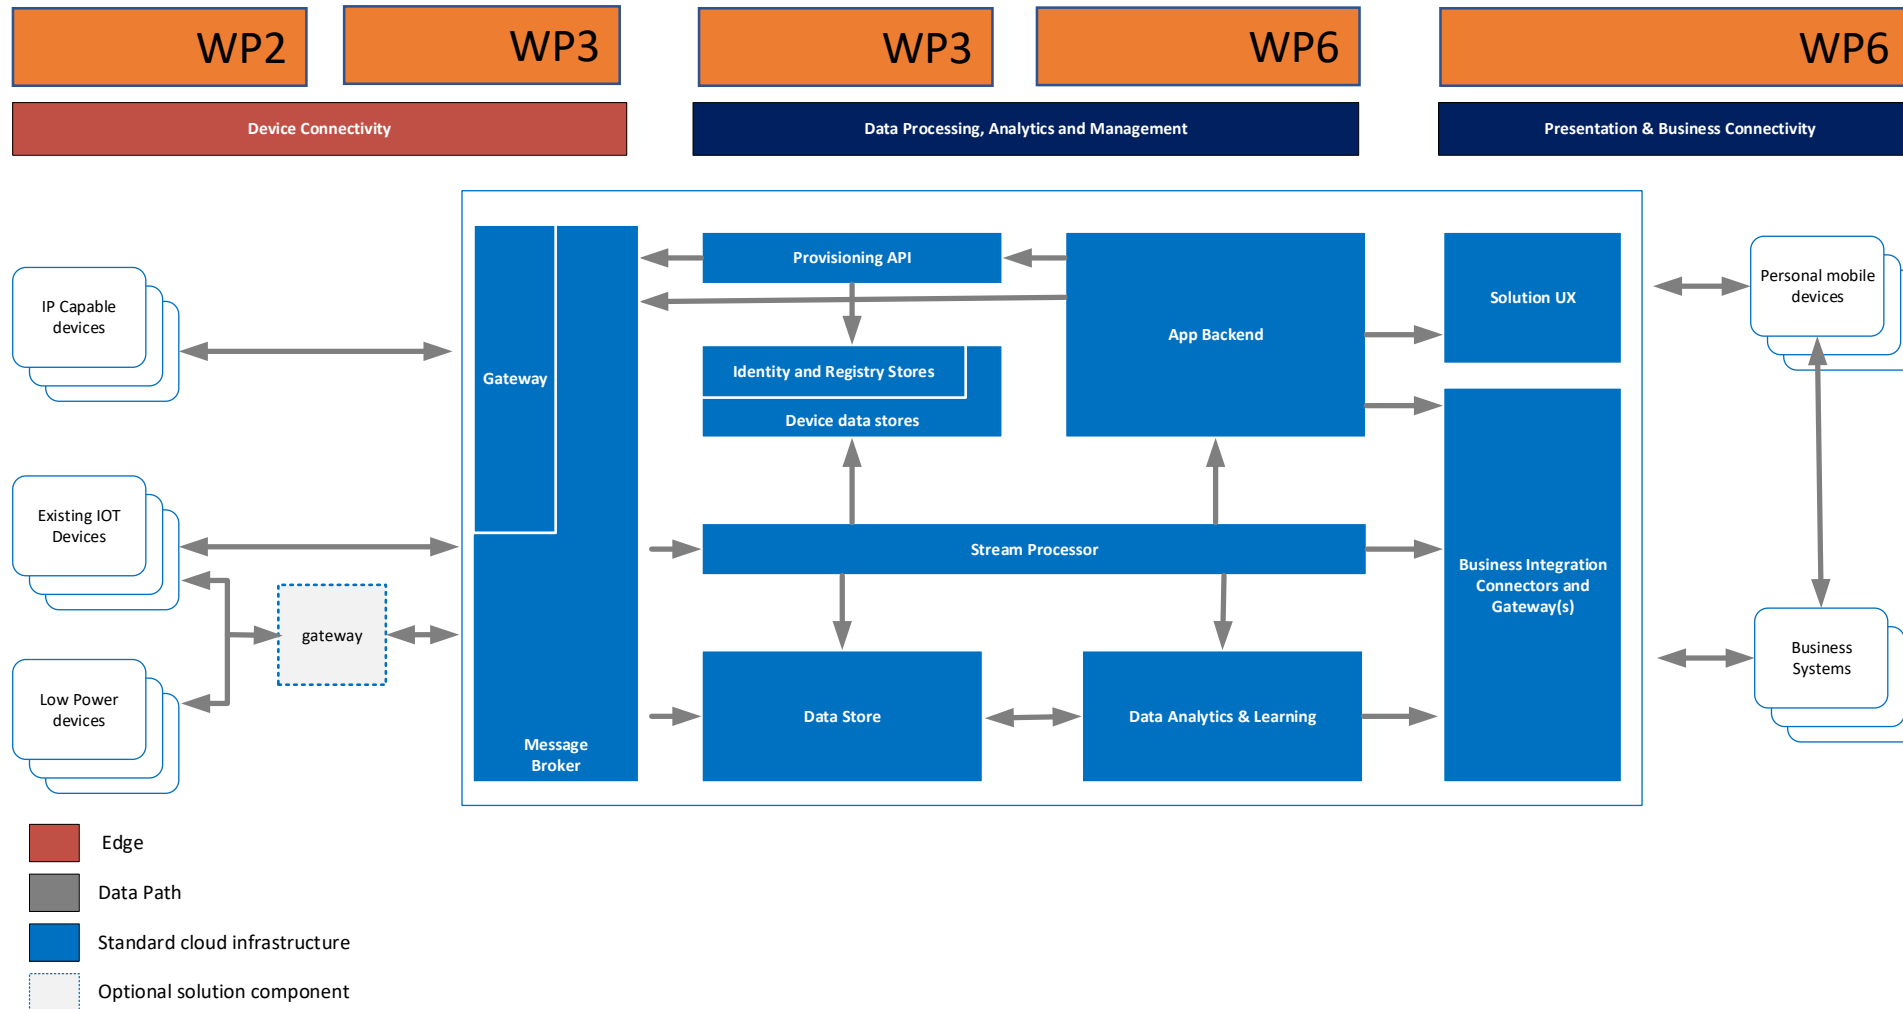 WP2
WP3
WP3
WP6
WP6
Device Connectivity
Data Processing, Analytics and Management
Presentation & Business Connectivity
IP Capable
devices
Existing IOT
Devices
Low Power
devices
gateway
Gateway
Message
Broker
Provisioning API
Identity and Registry Stores
Device data stores
App Backend
Stream Processor
Data Store
Data Analytics & Learning
Solution UX
Business Integration
Connectors and
Gateway(s)
Personal mobile
devices
Business
Systems
Edge
Data Path
Standard cloud infrastructure
Optional solution component